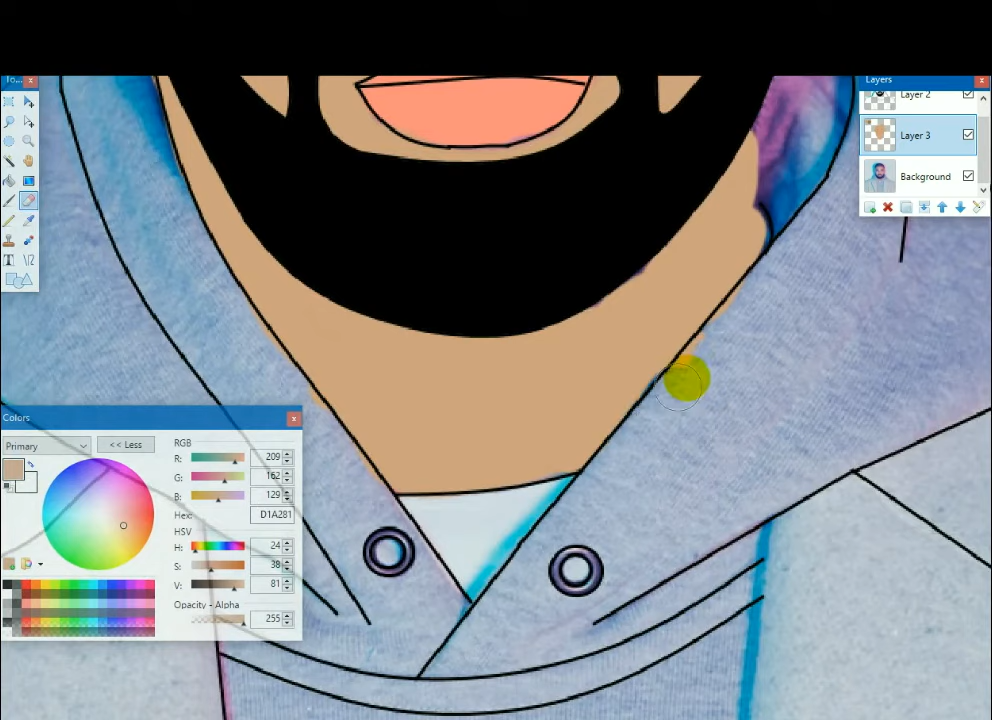 To...
x
Layers
x
Layer 2
Layer 3
Background
T
Colors
x
Primary
<< Less
RGB
R: 209
G: 162
B: 129
Hex: D1A281
HSV
H: 24
S: 38
V: 81
Opacity - Alpha
255